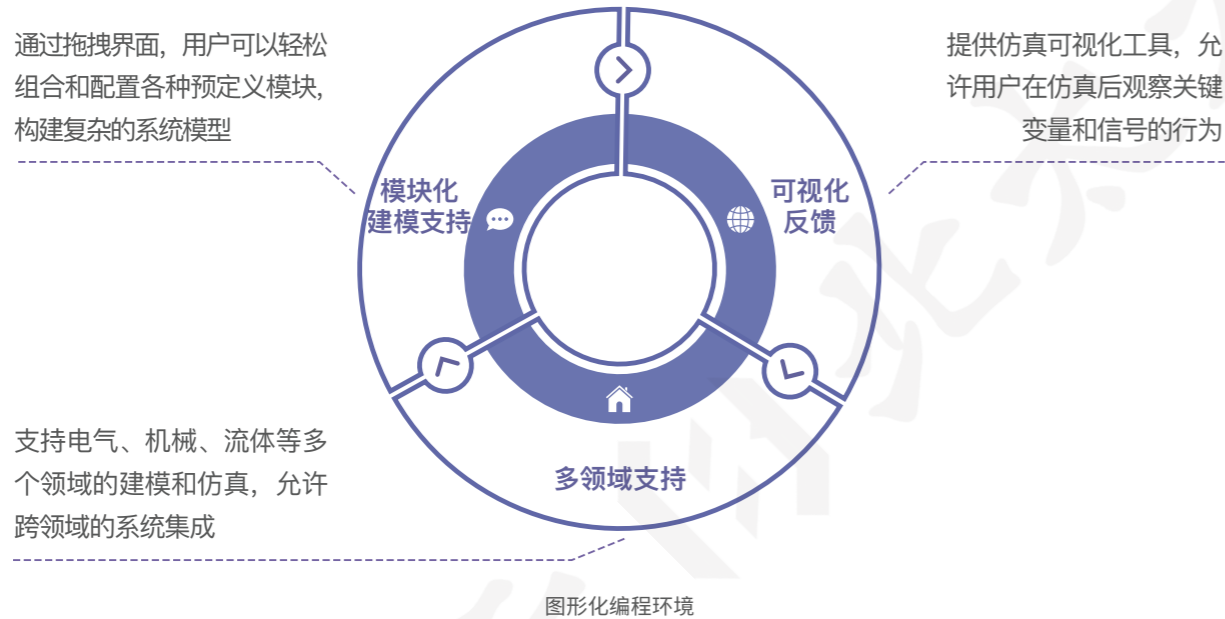 通过拖拽界面，用户可以轻松
组合和配置各种预定义模块，
构建复杂的系统模型
提供仿真可视化工具，允
许用户在仿真后观察关键
变量和信号的行为
模块化
建模支持
可视化
反馈
支持电气、机械、流体等多
个领域的建模和仿真，允许
跨领域的系统集成
多领域支持
图形化编程环境